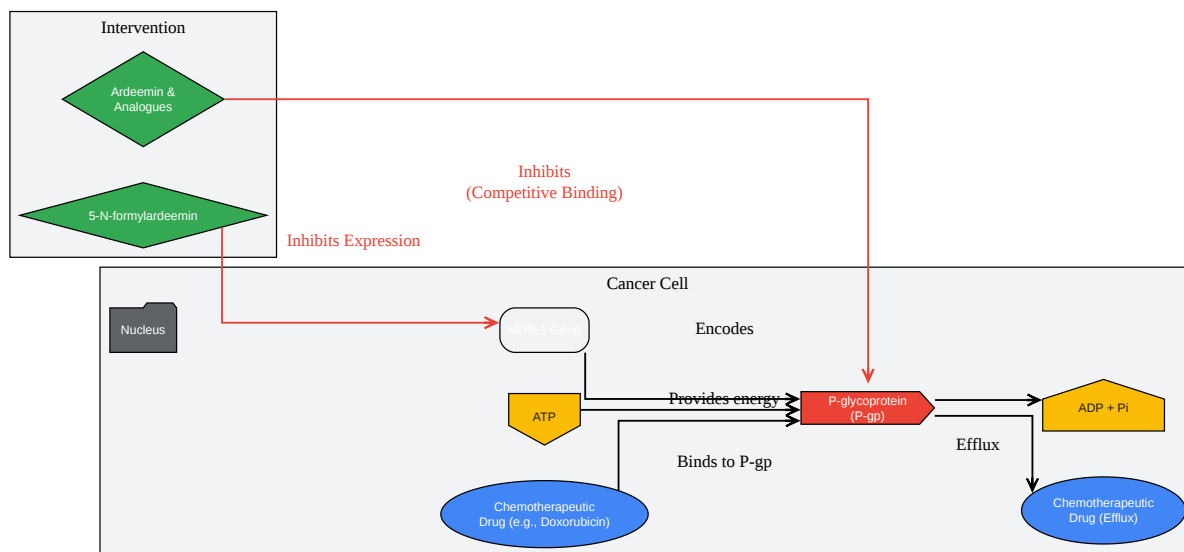 Intervention
Ardeemin &
Analogues
Inhibits
(Competitive Binding)
5-N-formylardeemin
Inhibits Expression
Cancer Cell
Nucleus
MDR-1 Gene
Encodes
Provides energy
P-glycoprotein
(P-gp)
ATP
ADP + Pi
Efflux
Binds to P-gp
Chemotherapeutic
Drug (e.g., Doxorubicin)
Chemotherapeutic
Drug (Efflux)